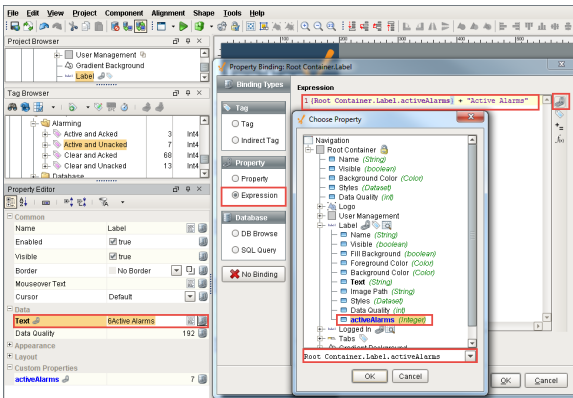 File Edit View Project Component Alignment Shape Tools Help
Project Browser
User Management
Gradient Background
Label
Tag Browser
Alarming
Active and Acked 3 Int4
Active and Unacked 7 Int4
Clear and Acked 68 Int4
Clear and Unacked 13 Int4
Database
Property Editor
Common
Name Label
Enabled true
Visible true
Border No Border
Mouseover Text
Cursor Default
Data
Text 6Active Alarms
Data Quality 192
Appearance
Layout
Custom Properties
activeAlarms 7
100 200 300 400 500
Property Binding: Root Container.Label
Binding Types
Tag
Tag
Indirect Tag
Property
Property
Expression
Database
DB Browse
SQL Query
No Binding
Expression
1 {Root Container.Label.activeAlarms} + "Active Alarms"
f(x)
OK Cancel
Choose Property
Navigation
Root Container
Name (String)
Visible (boolean)
Background Color (Color)
Styles (Dataset)
Data Quality (int)
Logo
User Management
Label
Name (String)
Visible (boolean)
Fill Background (boolean)
Foreground Color (Color)
Background Color (Color)
Text (String)
Image Path (String)
Styles (Dataset)
Data Quality (int)
activeAlarms (Integer)
Logged In
Tabs
Gradient Background
Root Container.Label.activeAlarms
OK Cancel